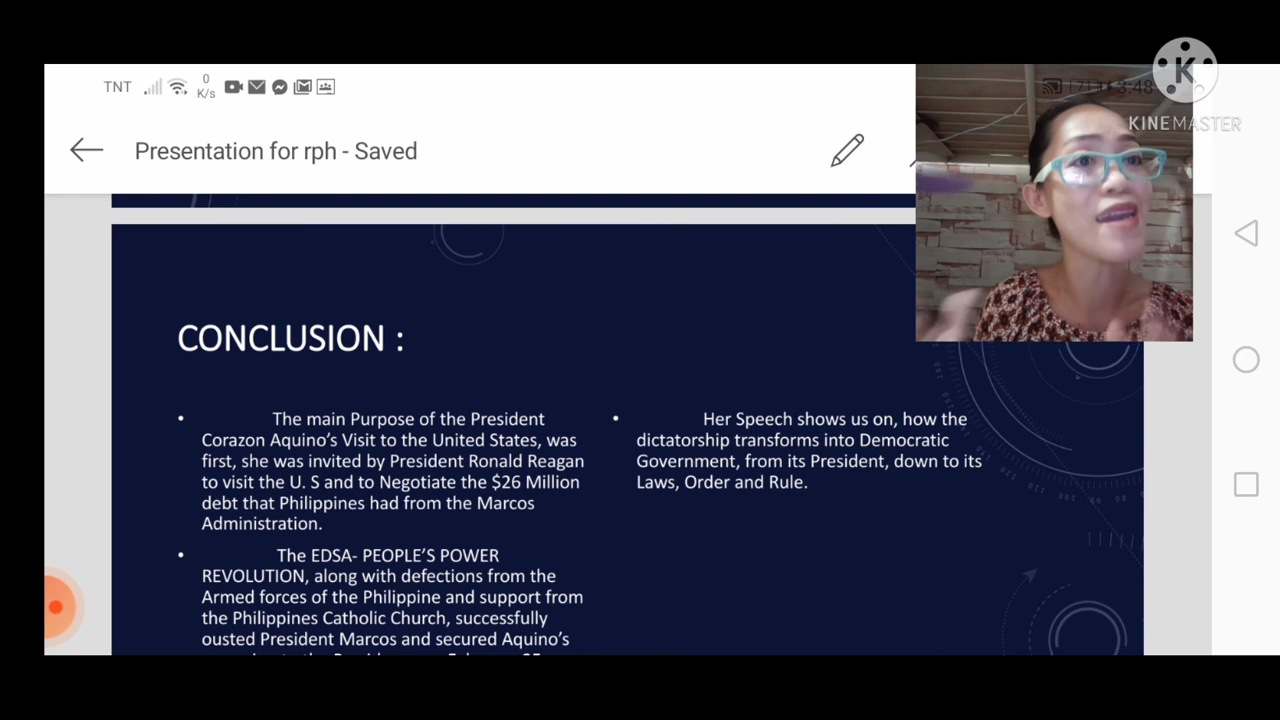 TNT
0
K/s
3:48
K
KINEMASTER
Presentation for rph - Saved
CONCLUSION :
• The main Purpose of the President
Corazon Aquino's Visit to the United States, was
first, she was invited by President Ronald Reagan
to visit the U. S and to Negotiate the $26 Million
debt that Philippines had from the Marcos
Administration.
• The EDSA- PEOPLE'S POWER
REVOLUTION, along with defections from the
Armed forces of the Philippine and support from
the Philippines Catholic Church, successfully
ousted President Marcos and secured Aquino's
• Her Speech shows us on, how the
dictatorship transforms into Democratic
Government, from its President, down to its
Laws, Order and Rule.